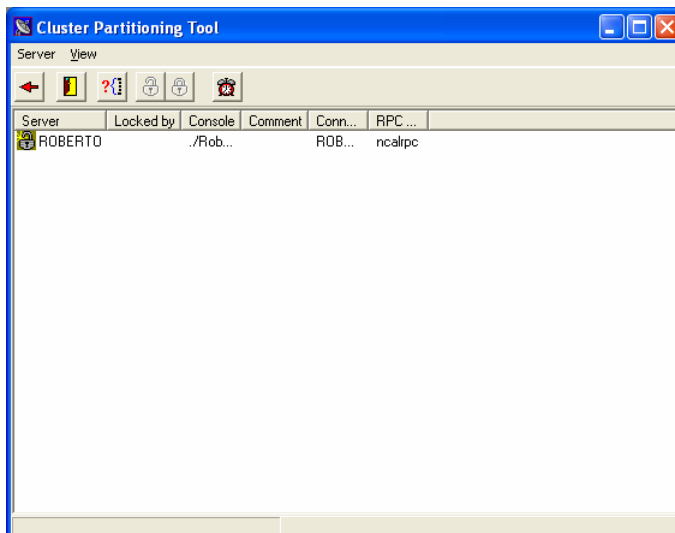 Cluster Partitioning Tool
Server View
?{
Server Locked by Console Comment Conn... RPC ...
ROBERTO ./Rob... ROB... ncalrpc